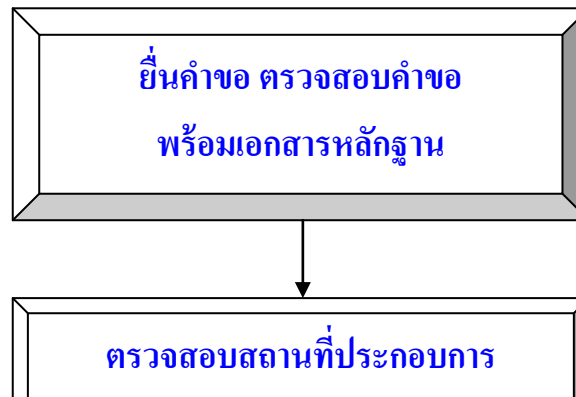 ยื่นคำขอ ตรวจสอบคำขอ
พร้อมเอกสารหลักฐาน
ตรวจสอบสถานที่ประกอบการ